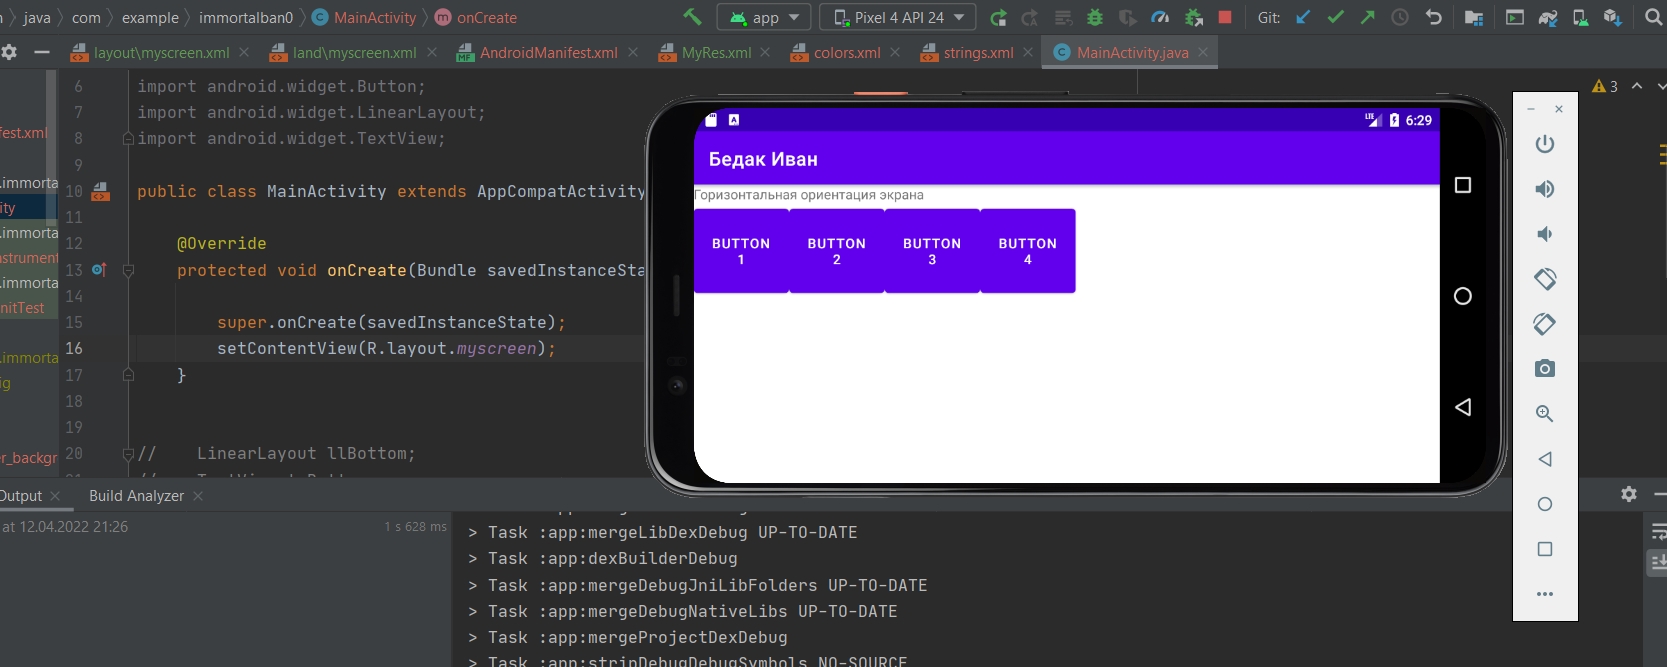 java com example immortalban0 MainActivity onCreate app Pixel 4 API 24 Git:
layout\myscreen.xml land\myscreen.xml AndroidManifest.xml MyRes.xml colors.xml strings.xml MainActivity.java
6 import android.widget.Button;
7 import android.widget.LinearLayout;
8 import android.widget.TextView;
9
10 public class MainActivity extends AppCompatActivity
11
12 @Override
13 protected void onCreate(Bundle savedInstanceSta
14
15 super.onCreate(savedInstanceState);
16 setContentView(R.layout.myscreen);
17 }
18
19
20 // LinearLayout llBottom;
3
fest.xml
.immorta
ity
.immorta
nstrument
.immorta
nitTest
.immorta
ig
er_backgr
LTE 6:29
Бедак Иван
Горизонтальная ориентация экрана
BUTTON 1
BUTTON 2
BUTTON 3
BUTTON 4
Output Build Analyzer
at 12.04.2022 21:26 1 s 628 ms
> Task :app:mergeLibDexDebug UP-TO-DATE
> Task :app:dexBuilderDebug
> Task :app:mergeDebugJniLibFolders UP-TO-DATE
> Task :app:mergeDebugNativeLibs UP-TO-DATE
> Task :app:mergeProjectDexDebug
> Task :app:stripDebugDebugSymbols NO-SOURCE